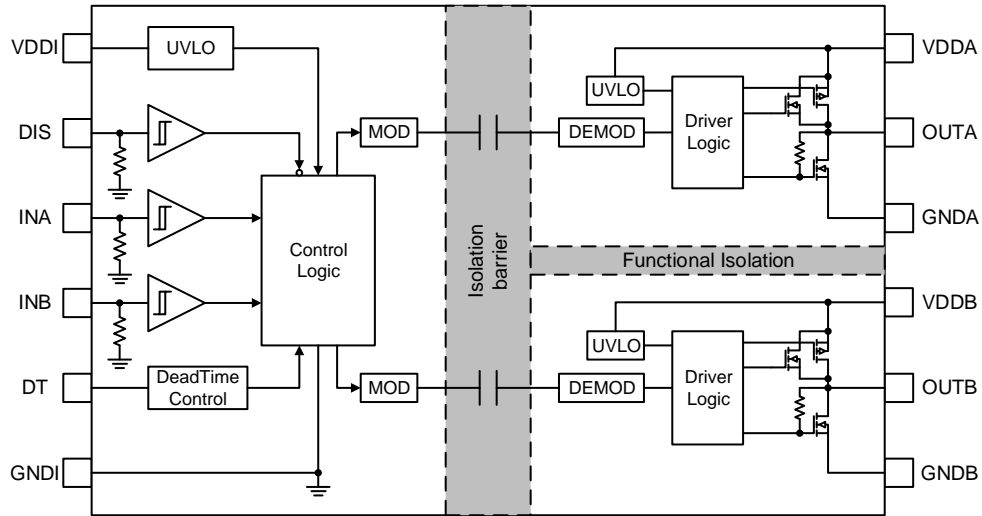 VDDI
UVLO
DIS
INA
INB
DT
DeadTime
Control
GNDI
Control
Logic
MOD
MOD
Isolation
barrier
Functional Isolation
UVLO
DEMOD
Driver
Logic
VDDA
OUTA
GNDA
UVLO
DEMOD
Driver
Logic
VDDB
OUTB
GNDB